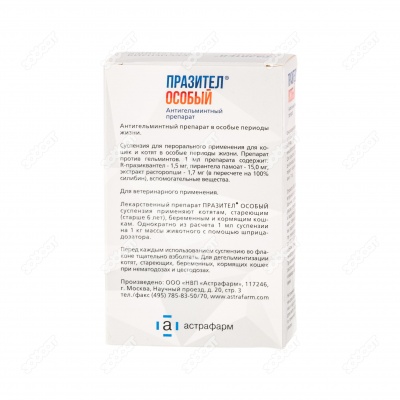 ПРАЗИТЕЛ®
ОСОБЫЙ
Антигельминтный
препарат
Антигельминтный препарат в особые периоды
жизни.
Суспензия для перорального применения для ко-
шек и котят в особые периоды жизни. Препарат
против гельминтов. 1 мл препарата содержит:
R-празиквантел - 1,5 мг, пирантела памоат - 15,0 мг,
экстракт расторопши - 1,7 мг (в пересчете на 100%
силибин), вспомогательные вещества.
Для ветеринарного применения.
Лекарственный препарат ПРАЗИТЕЛ® ОСОБЫЙ
суспензия применяют котятам, стареющим
(старше 6 лет), беременным и кормящим кош-
кам. Однократно из расчета 1 мл суспензии
на 1 кг массы животного с помощью шприца-
дозатора.
Перед каждым использованием суспензию во фла-
коне тщательно взболтать. Для дегельминтизации
котят, стареющих, беременных, кормящих кошек
при нематодозах и цестодозах.
Произведено: ООО «НВП «Астрафарм», 117246,
г. Москва, Научный проезд, д. 20, стр. 3
тел./факс (495) 785-83-50/70, www.astrafarm.com
а астрафарм